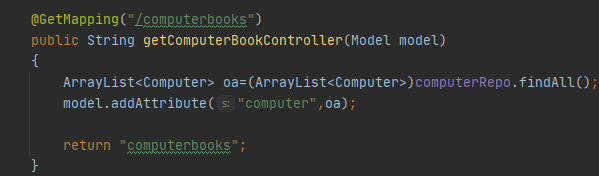 @GetMapping("/computerbooks")
public String getComputerBookController(Model model)
{
ArrayList<Computer> oa=(ArrayList<Computer>)computerRepo.findAll();
model.addAttribute( s: "computer",oa);
return "computerbooks";
}